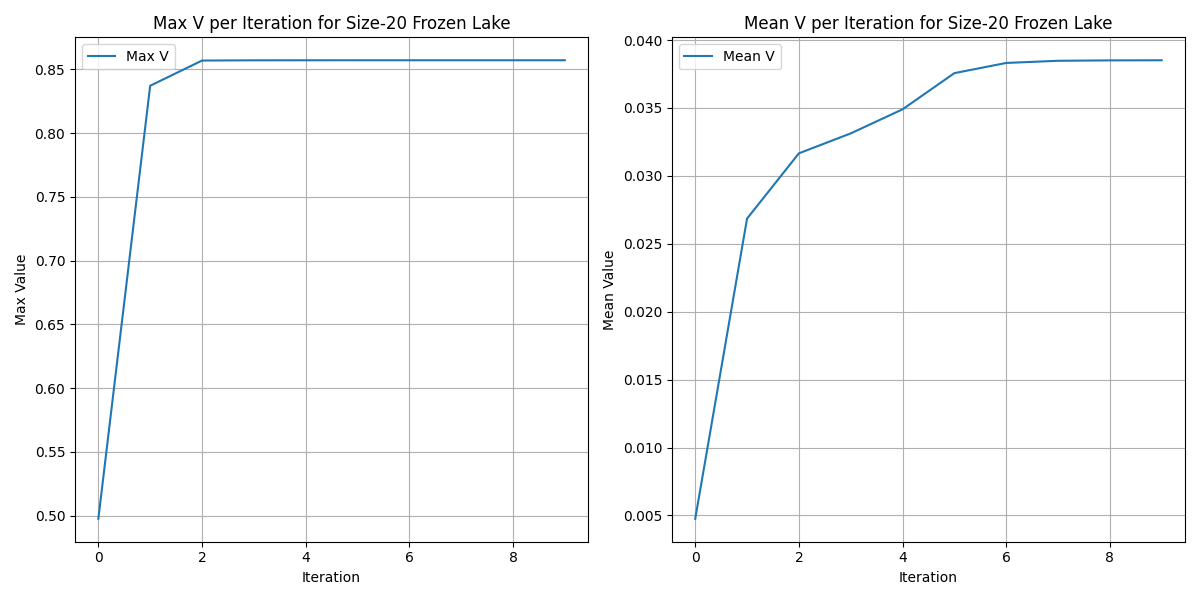 Max V per Iteration for Size-20 Frozen Lake
Max V
0.85
0.80
0.75
0.70
0.65
0.60
0.55
0.50
Max Value
0 2 4 6 8
Iteration
Mean V per Iteration for Size-20 Frozen Lake
Mean V
0.040
0.035
0.030
0.025
0.020
0.015
0.010
0.005
Mean Value
0 2 4 6 8
Iteration